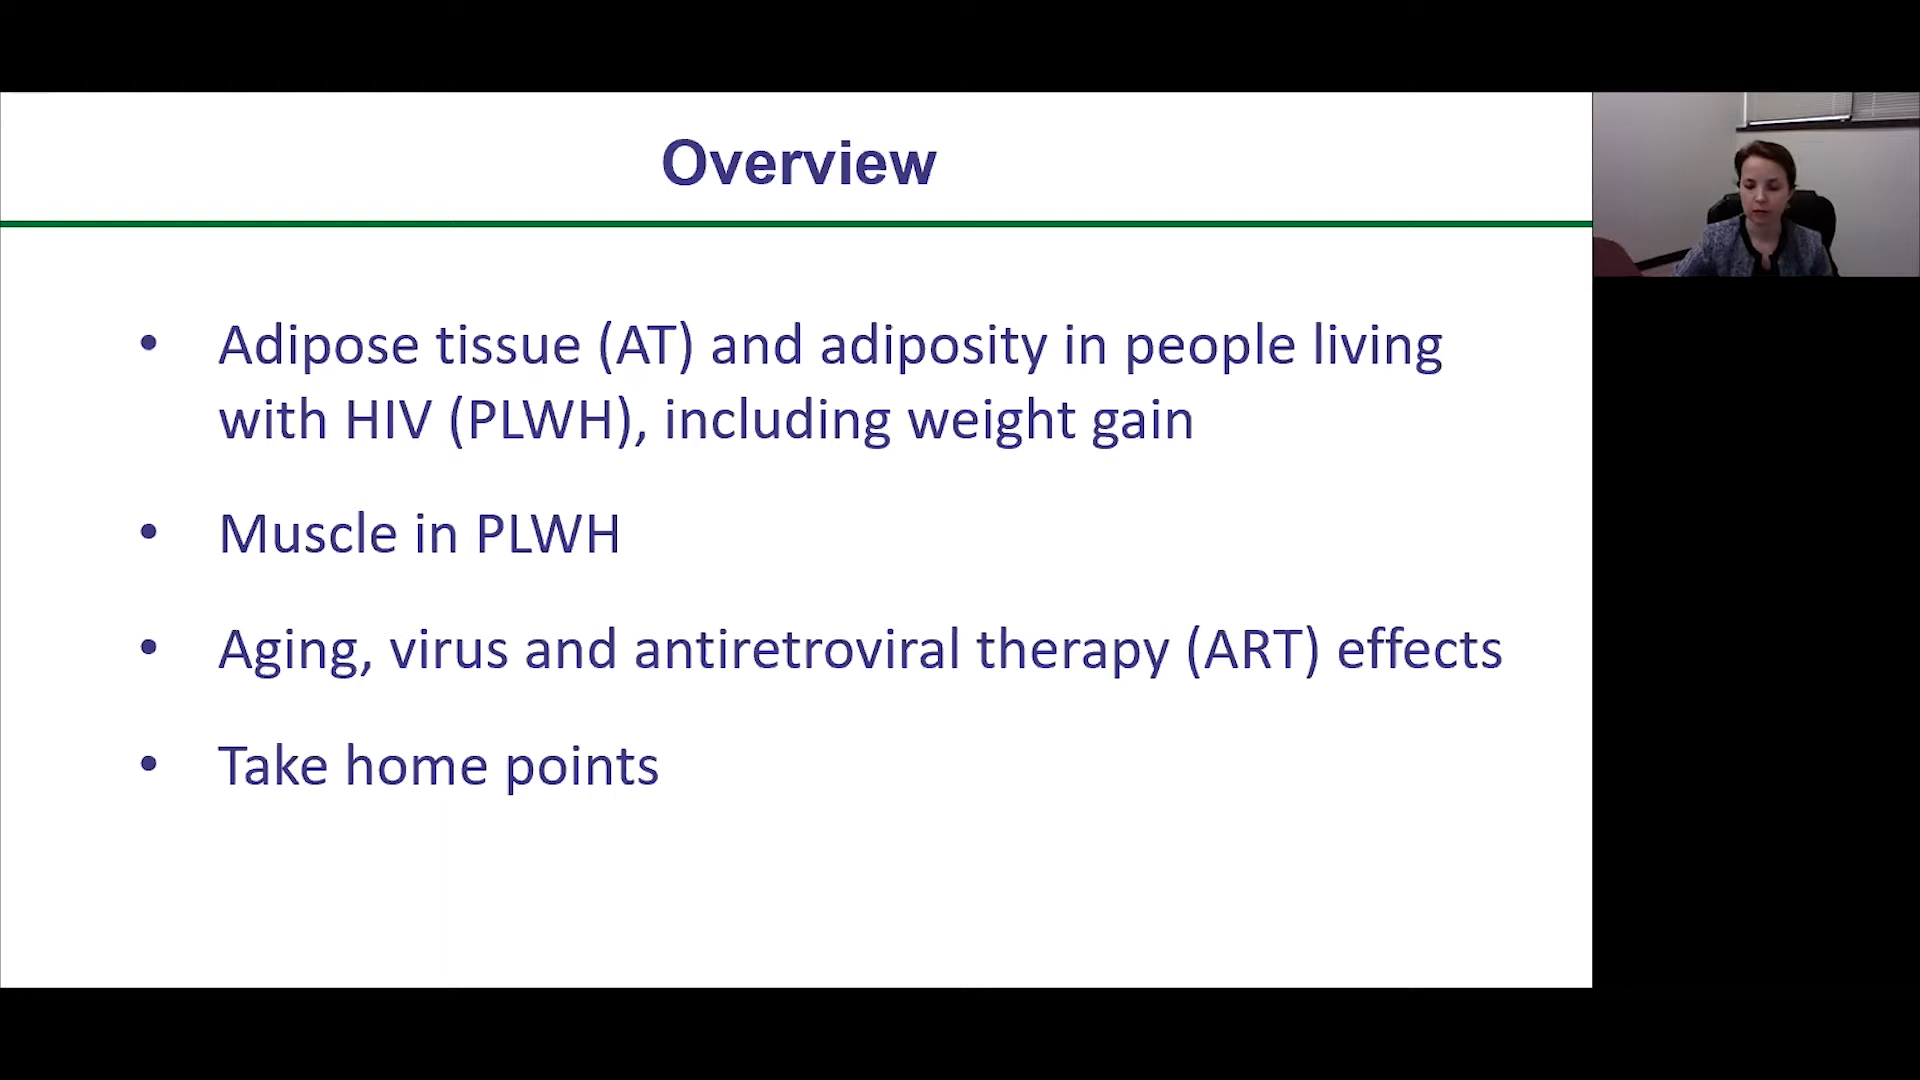 Overview
• Adipose tissue (AT) and adiposity in people living
with HIV (PLWH), including weight gain
• Muscle in PLWH
• Aging, virus and antiretroviral therapy (ART) effects
• Take home points